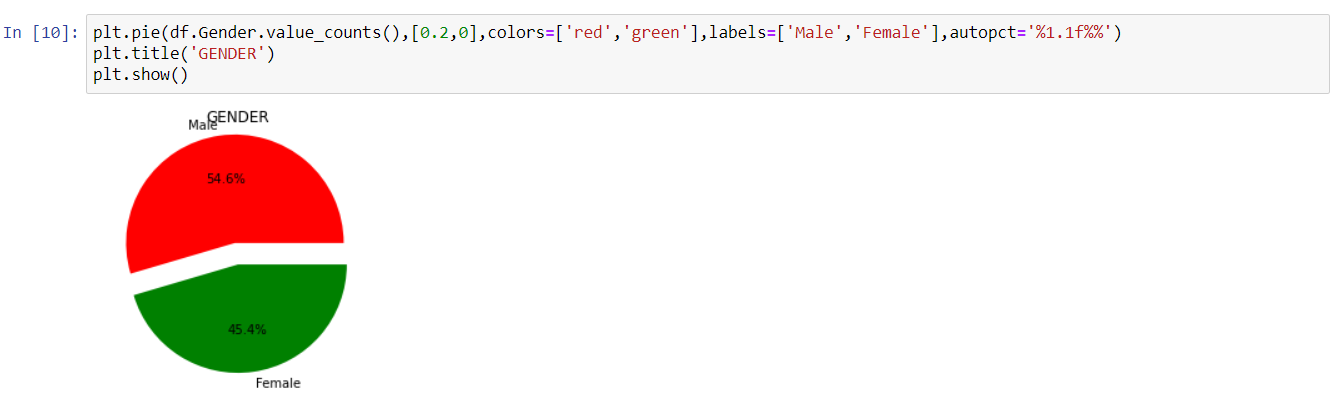 In [10]: plt.pie(df.Gender.value_counts(),[0.2,0],colors=['red','green'],labels=['Male','Female'],autopct='%1.1f%%')
plt.title('GENDER')
plt.show()
GENDER
Male
54.6%
45.4%
Female